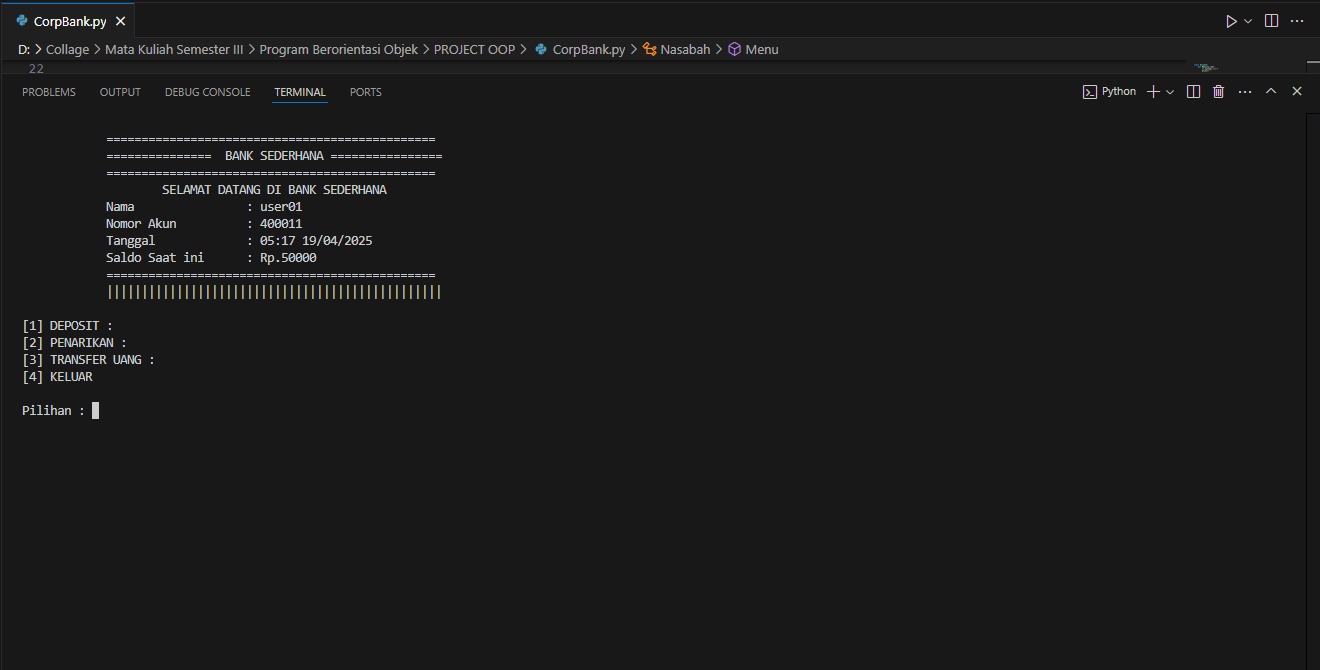 CorpBank.py
D: > Collage > Mata Kuliah Semester III > Program Berorientasi Objek > PROJECT OOP > CorpBank.py > Nasabah > Menu
22
PROBLEMS OUTPUT DEBUG CONSOLE TERMINAL PORTS Python
===============================================
=============== BANK SEDERHANA ================
===============================================
SELAMAT DATANG DI BANK SEDERHANA
Nama : user01
Nomor Akun : 400011
Tanggal : 05:17 19/04/2025
Saldo Saat ini : Rp.50000
===============================================
||||||||||||||||||||||||||||||||||||||||||||||||
[1] DEPOSIT :
[2] PENARIKAN :
[3] TRANSFER UANG :
[4] KELUAR
Pilihan :